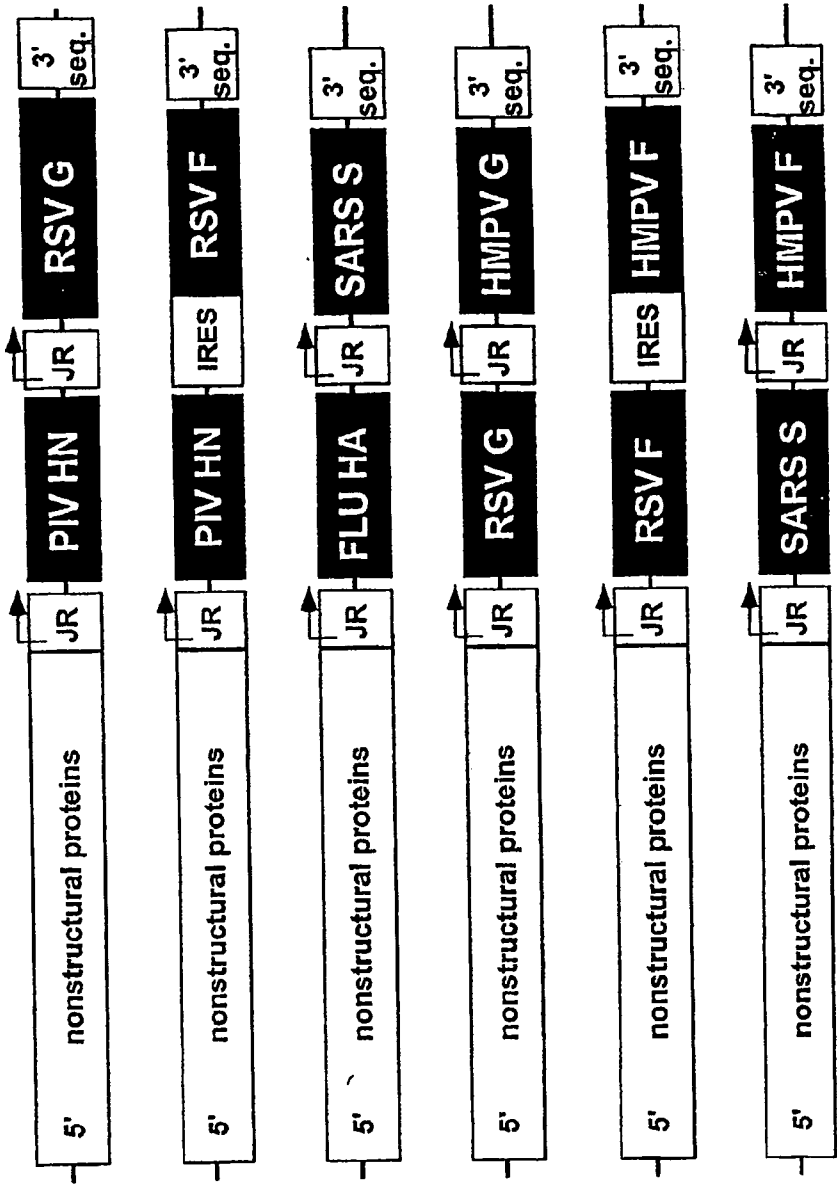 5' nonstructural proteins JR PIV HN JR RSV G 3' seq.
5' nonstructural proteins JR PIV HN IRES RSV F 3' seq.
5' nonstructural proteins JR FLU HA JR SARS S 3' seq.
5' nonstructural proteins JR RSV G JR HMPV G 3' seq.
5' nonstructural proteins JR RSV F IRES HMPV F 3' seq.
5' nonstructural proteins JR SARS S JR HMPV F 3' seq.